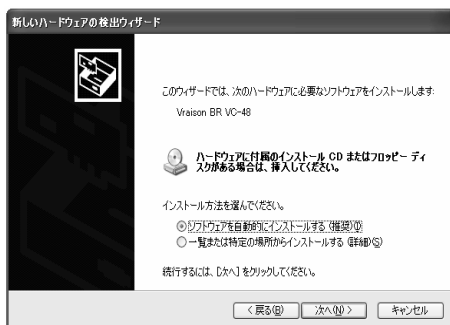 新しいハードウェアの検出ウィザード
このウィザードでは、次のハードウェアに必要なソフトウェアをインストールします:
Vraison BR VC-48
ハードウェアに付属のインストール CD またはフロッピー ディ
スクがある場合は、挿入してください。
インストール方法を選んでください。
ソフトウェアを自動的にインストールする (推奨)(I)
一覧または特定の場所からインストールする (詳細)(S)
続行するには、[次へ] をクリックしてください。
< 戻る(B) 次へ(N) > キャンセル